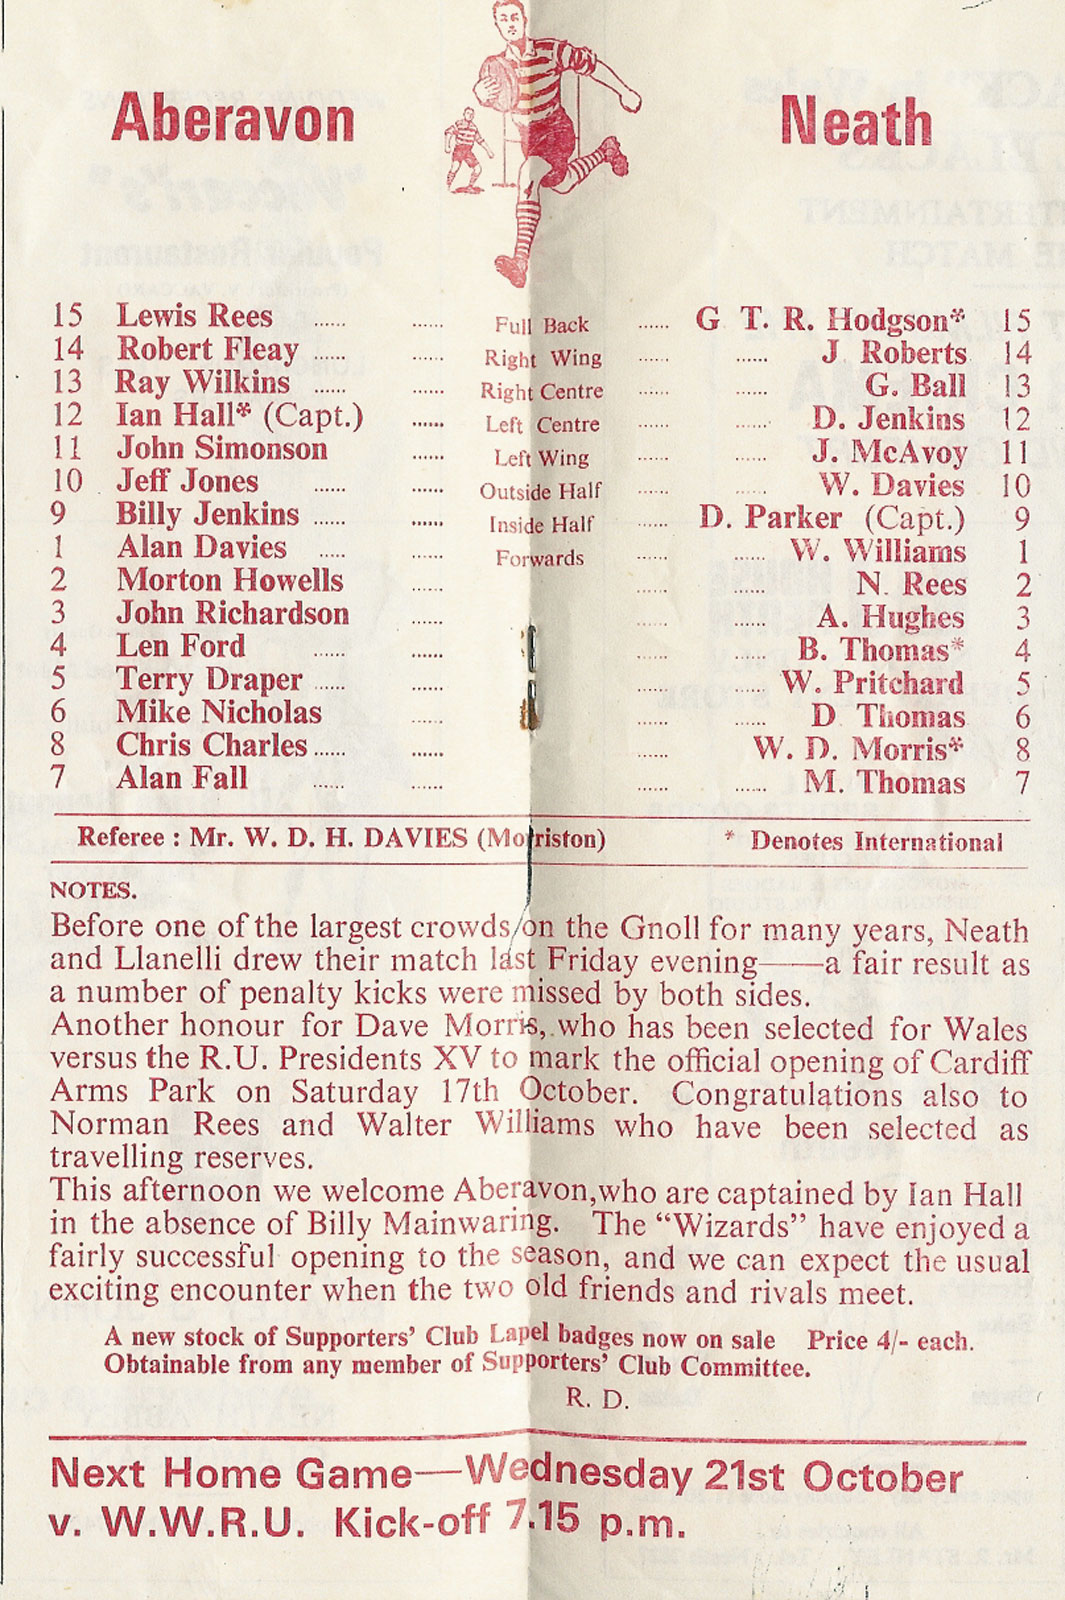 Aberavon Neath
15 Lewis Rees ...... ...... Full Back ...... G T. R. Hodgson* 15
14 Robert Fleay ...... ...... Right Wing ...... ...... J Roberts 14
13 Ray Wilkins ...... ...... Right Centre ...... ...... G. Ball 13
12 Ian Hall* (Capt.) ...... Left Centre ...... ...... D. Jenkins 12
11 John Simonson ...... Left Wing ...... ...... J. McAvoy 11
10 Jeff Jones ...... ...... Outside Half ...... ...... W. Davies 10
9 Billy Jenkins ...... ...... Inside Half ...... D. Parker (Capt.) 9
1 Alan Davies ...... ...... Forwards ...... ...... W. Williams 1
2 Morton Howells ...... ...... ...... N. Rees 2
3 John Richardson ...... ...... ...... A. Hughes 3
4 Len Ford ...... ...... ...... B. Thomas* 4
5 Terry Draper ...... ...... ...... ...... W. Pritchard 5
6 Mike Nicholas ...... ...... ...... D Thomas 6
8 Chris Charles ...... ...... ...... W. D. Morris* 8
7 Alan Fall ...... ...... ...... ...... M. Thomas 7
Referee : Mr. W. D. H. DAVIES (Morriston) * Denotes International
NOTES.
Before one of the largest crowds on the Gnoll for many years, Neath
and Llanelli drew their match last Friday evening——a fair result as
a number of penalty kicks were missed by both sides.
Another honour for Dave Morris, who has been selected for Wales
versus the R.U. Presidents XV to mark the official opening of Cardiff
Arms Park on Saturday 17th October. Congratulations also to
Norman Rees and Walter Williams who have been selected as
travelling reserves.
This afternoon we welcome Aberavon,who are captained by Ian Hall
in the absence of Billy Mainwaring. The “Wizards” have enjoyed a
fairly successful opening to the season, and we can expect the usual
exciting encounter when the two old friends and rivals meet.
A new stock of Supporters’ Club Lapel badges now on sale Price 4/- each.
Obtainable from any member of Supporters’ Club Committee.
R. D.
Next Home Game—Wednesday 21st October
v. W.W.R.U. Kick-off 7.15 p.m.